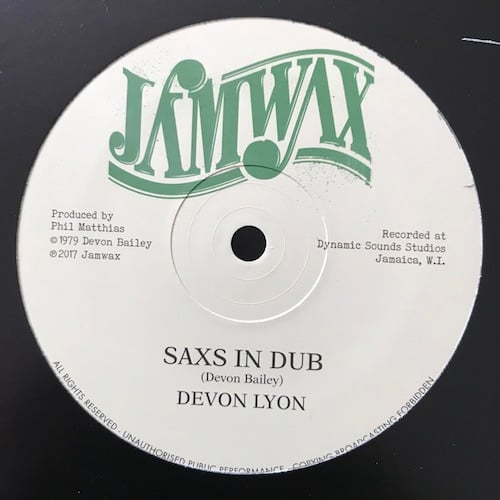 JAMWAX
Produced by
Phil Matthias
© 1979 Devon Bailey
℗ 2017 Jamwax
Recorded at
Dynamic Sounds Studios
Jamaica, W.I.
SAXS IN DUB
(Devon Bailey)
DEVON LYON
ALL RIGHTS RESERVED - UNAUTHORISED PUBLIC PERFORMANCE - COPYING BROADCASTING FORBIDDEN